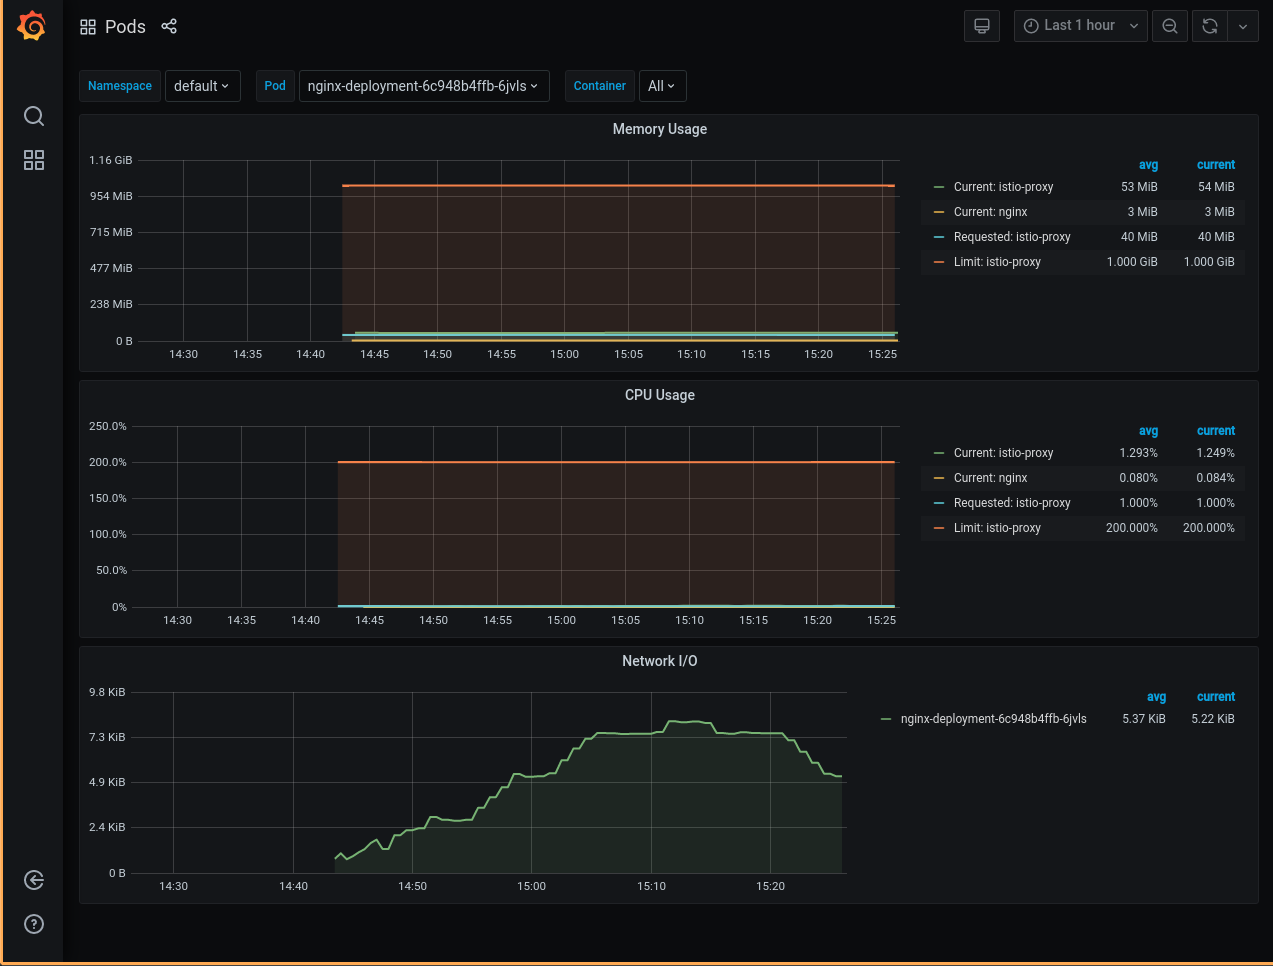 Pods
Last 1 hour
Namespace default Pod nginx-deployment-6c948b4ffb-6jvls Container All
Memory Usage
1.16 GiB
954 MiB
715 MiB
477 MiB
238 MiB
0 B
14:30 14:35 14:40 14:45 14:50 14:55 15:00 15:05 15:10 15:15 15:20 15:25
avg current
Current: istio-proxy 53 MiB 54 MiB
Current: nginx 3 MiB 3 MiB
Requested: istio-proxy 40 MiB 40 MiB
Limit: istio-proxy 1.000 GiB 1.000 GiB
CPU Usage
250.0%
200.0%
150.0%
100.0%
50.0%
0%
14:30 14:35 14:40 14:45 14:50 14:55 15:00 15:05 15:10 15:15 15:20 15:25
avg current
Current: istio-proxy 1.293% 1.249%
Current: nginx 0.080% 0.084%
Requested: istio-proxy 1.000% 1.000%
Limit: istio-proxy 200.000% 200.000%
Network I/O
9.8 KiB
7.3 KiB
4.9 KiB
2.4 KiB
0 B
14:30 14:40 14:50 15:00 15:10 15:20
avg current
nginx-deployment-6c948b4ffb-6jvls 5.37 KiB 5.22 KiB